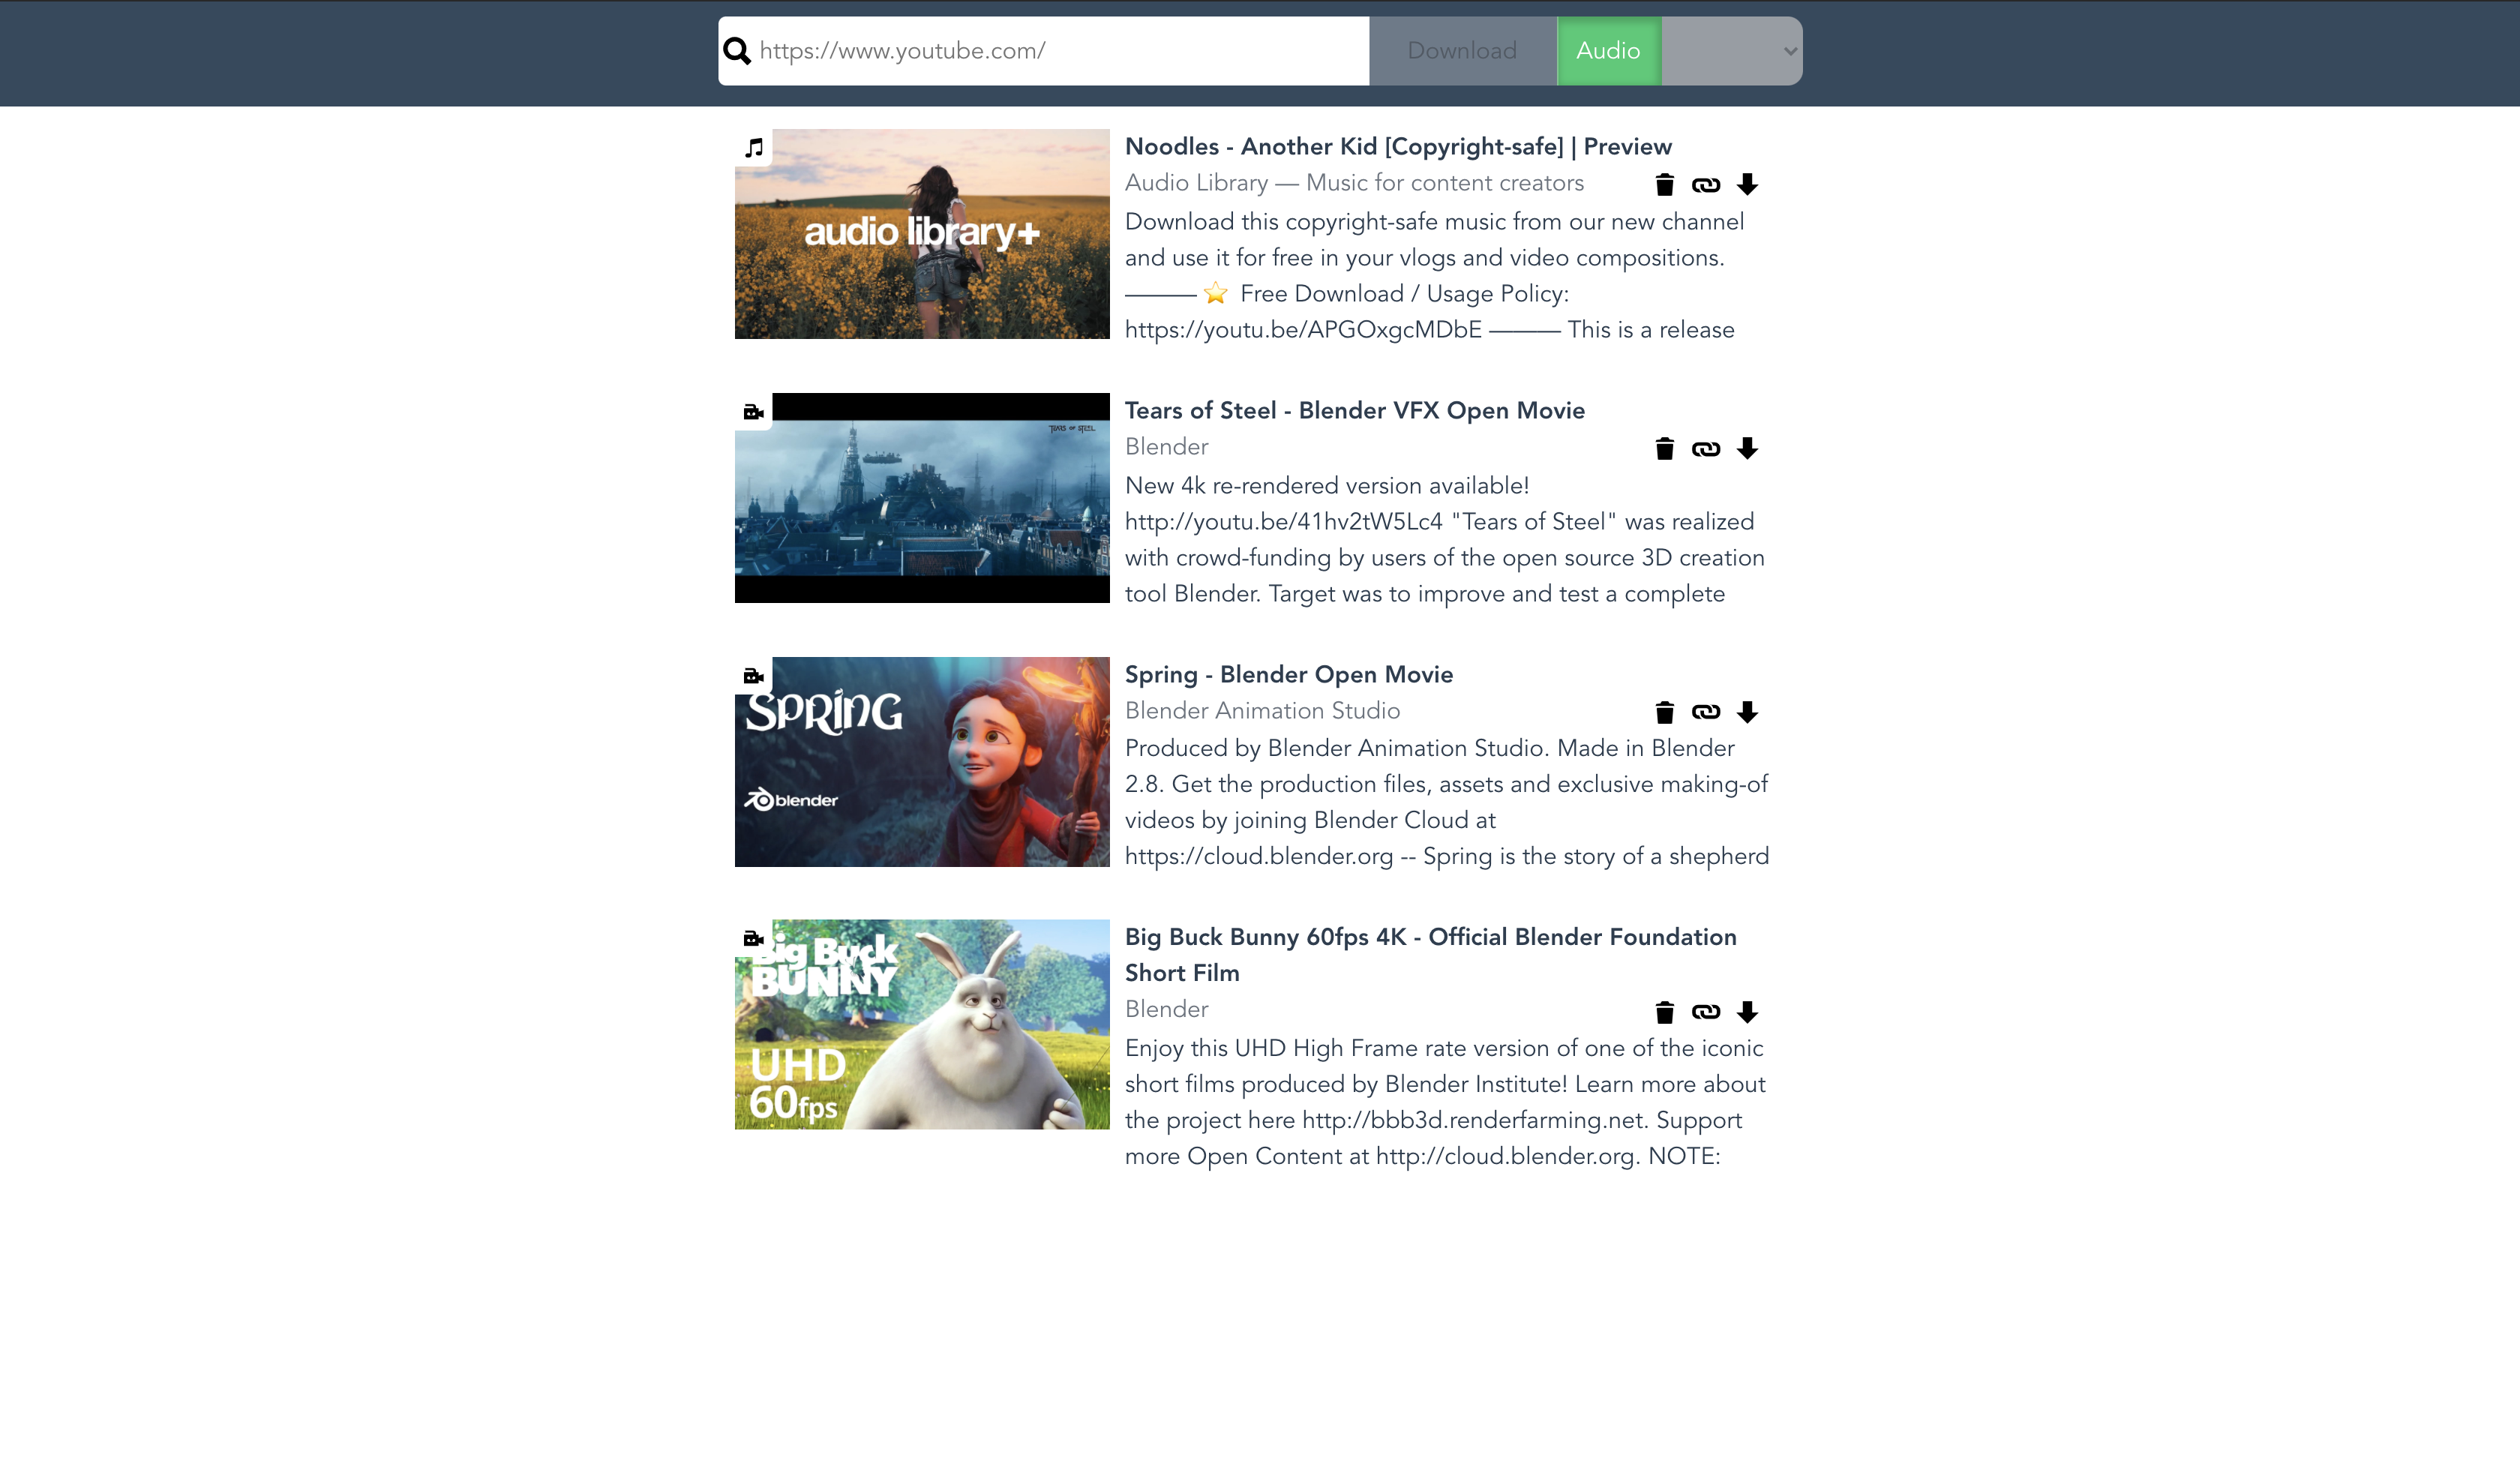 https://www.youtube.com/
Download
Audio
audio library+
Noodles - Another Kid [Copyright-safe] | Preview
Audio Library — Music for content creators
Download this copyright-safe music from our new channel
and use it for free in your vlogs and video compositions.
——— ⭐ Free Download / Usage Policy:
https://youtu.be/APGOxgcMDbE ——— This is a release
TEARS OF STEEL
Tears of Steel - Blender VFX Open Movie
Blender
New 4k re-rendered version available!
http://youtu.be/41hv2tW5Lc4 "Tears of Steel" was realized
with crowd-funding by users of the open source 3D creation
tool Blender. Target was to improve and test a complete
SPRING
blender
Spring - Blender Open Movie
Blender Animation Studio
Produced by Blender Animation Studio. Made in Blender
2.8. Get the production files, assets and exclusive making-of
videos by joining Blender Cloud at
https://cloud.blender.org -- Spring is the story of a shepherd
Big Buck
BUNNY
UHD
60fps
Big Buck Bunny 60fps 4K - Official Blender Foundation
Short Film
Blender
Enjoy this UHD High Frame rate version of one of the iconic
short films produced by Blender Institute! Learn more about
the project here http://bbb3d.renderfarming.net. Support
more Open Content at http://cloud.blender.org. NOTE: